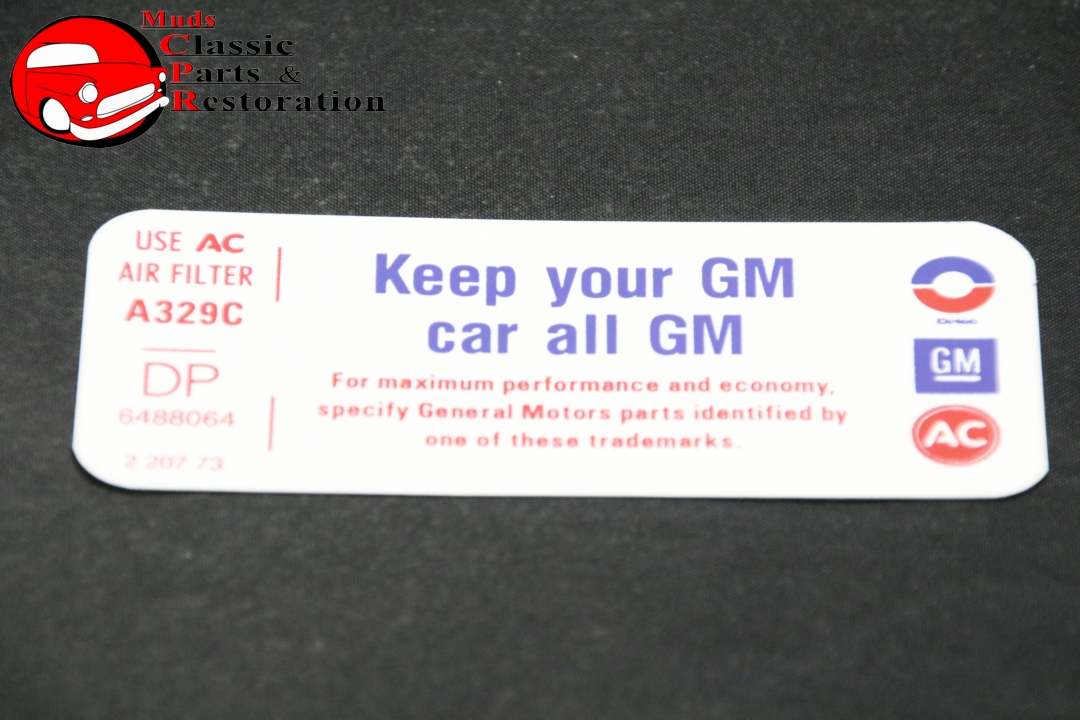 Muds
Classic
Parts &
Restoration
USE AC
AIR FILTER
A329C
DP
6488064
2 207 73
Keep your GM
car all GM
For maximum performance and economy,
specify General Motors parts identified by
one of these trademarks.
Delco
GM
AC